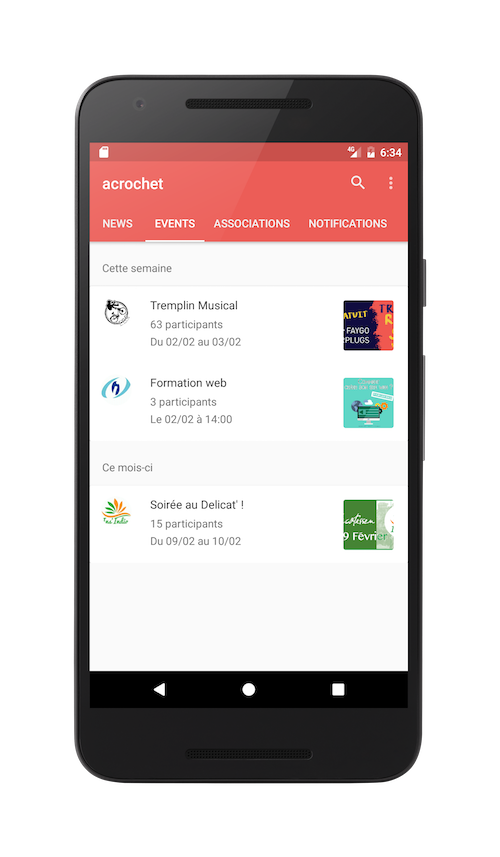 4G 6:34
acrochet
NEWS EVENTS ASSOCIATIONS NOTIFICATIONS
Cette semaine
Tremplin Musical
63 participants
Du 02/02 au 03/02
FAYGO
PLUGS
Formation web
3 participants
Le 02/02 à 14:00
Ce mois-ci
Soirée au Delicat' !
15 participants
Du 09/02 au 10/02
9 Février